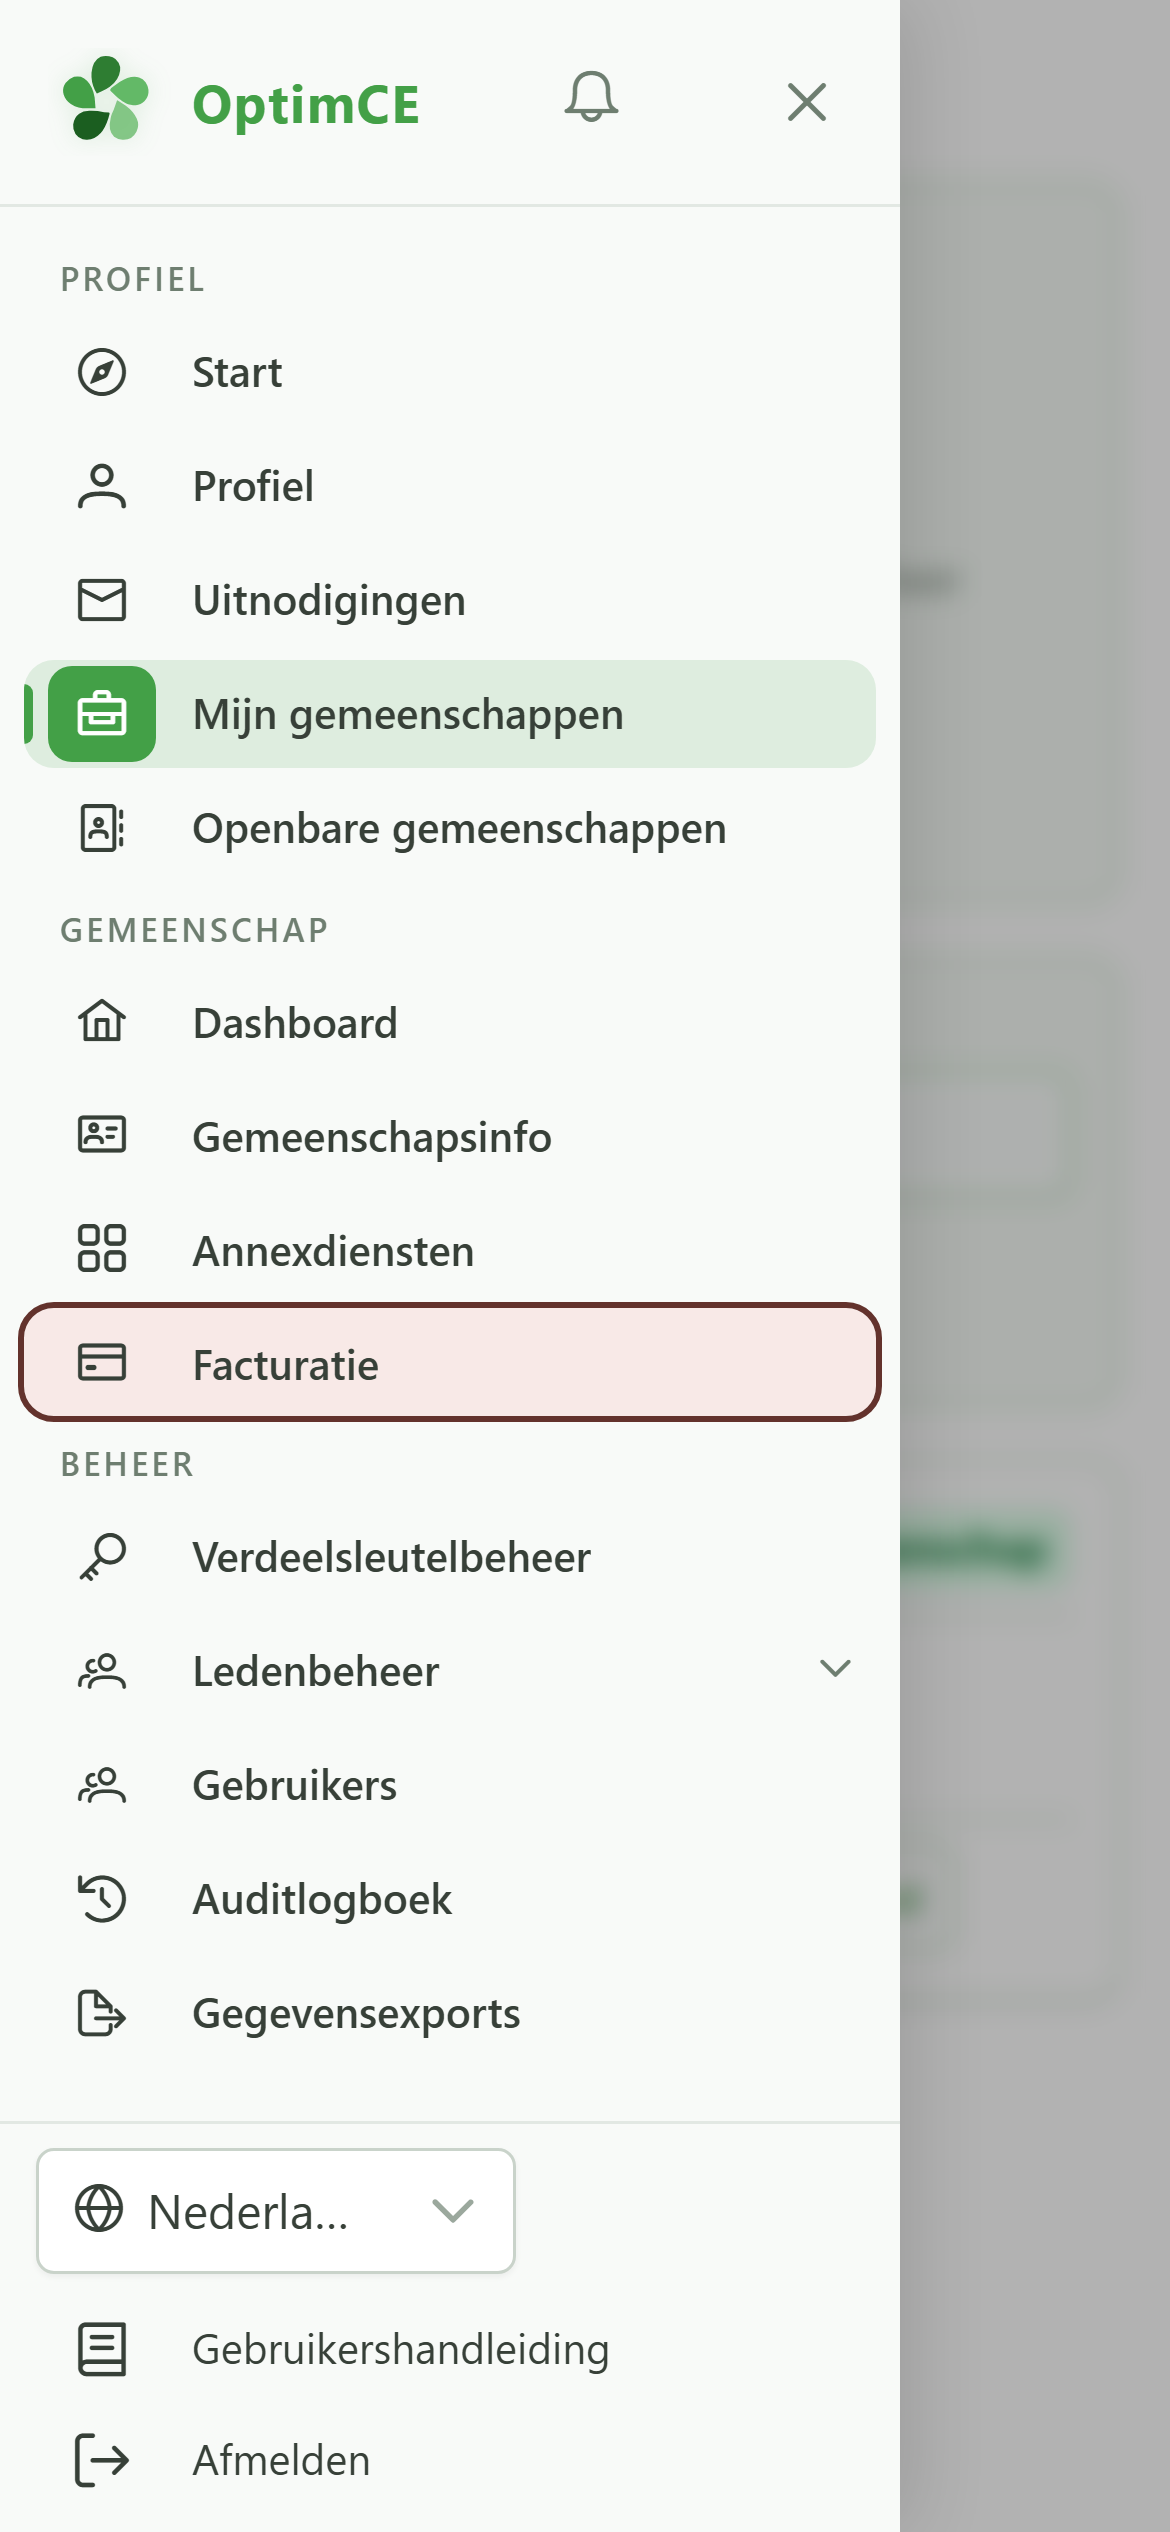 OptimCE
PROFIEL
Start
Profiel
Uitnodigingen
Mijn gemeenschappen
Openbare gemeenschappen
GEMEENSCHAP
Dashboard
Gemeenschapsinfo
Annexdiensten
Facturatie
BEHEER
Verdeelsleutelbeheer
Ledenbeheer
Gebruikers
Auditlogboek
Gegevensexports
Nederla...
Gebruikershandleiding
Afmelden